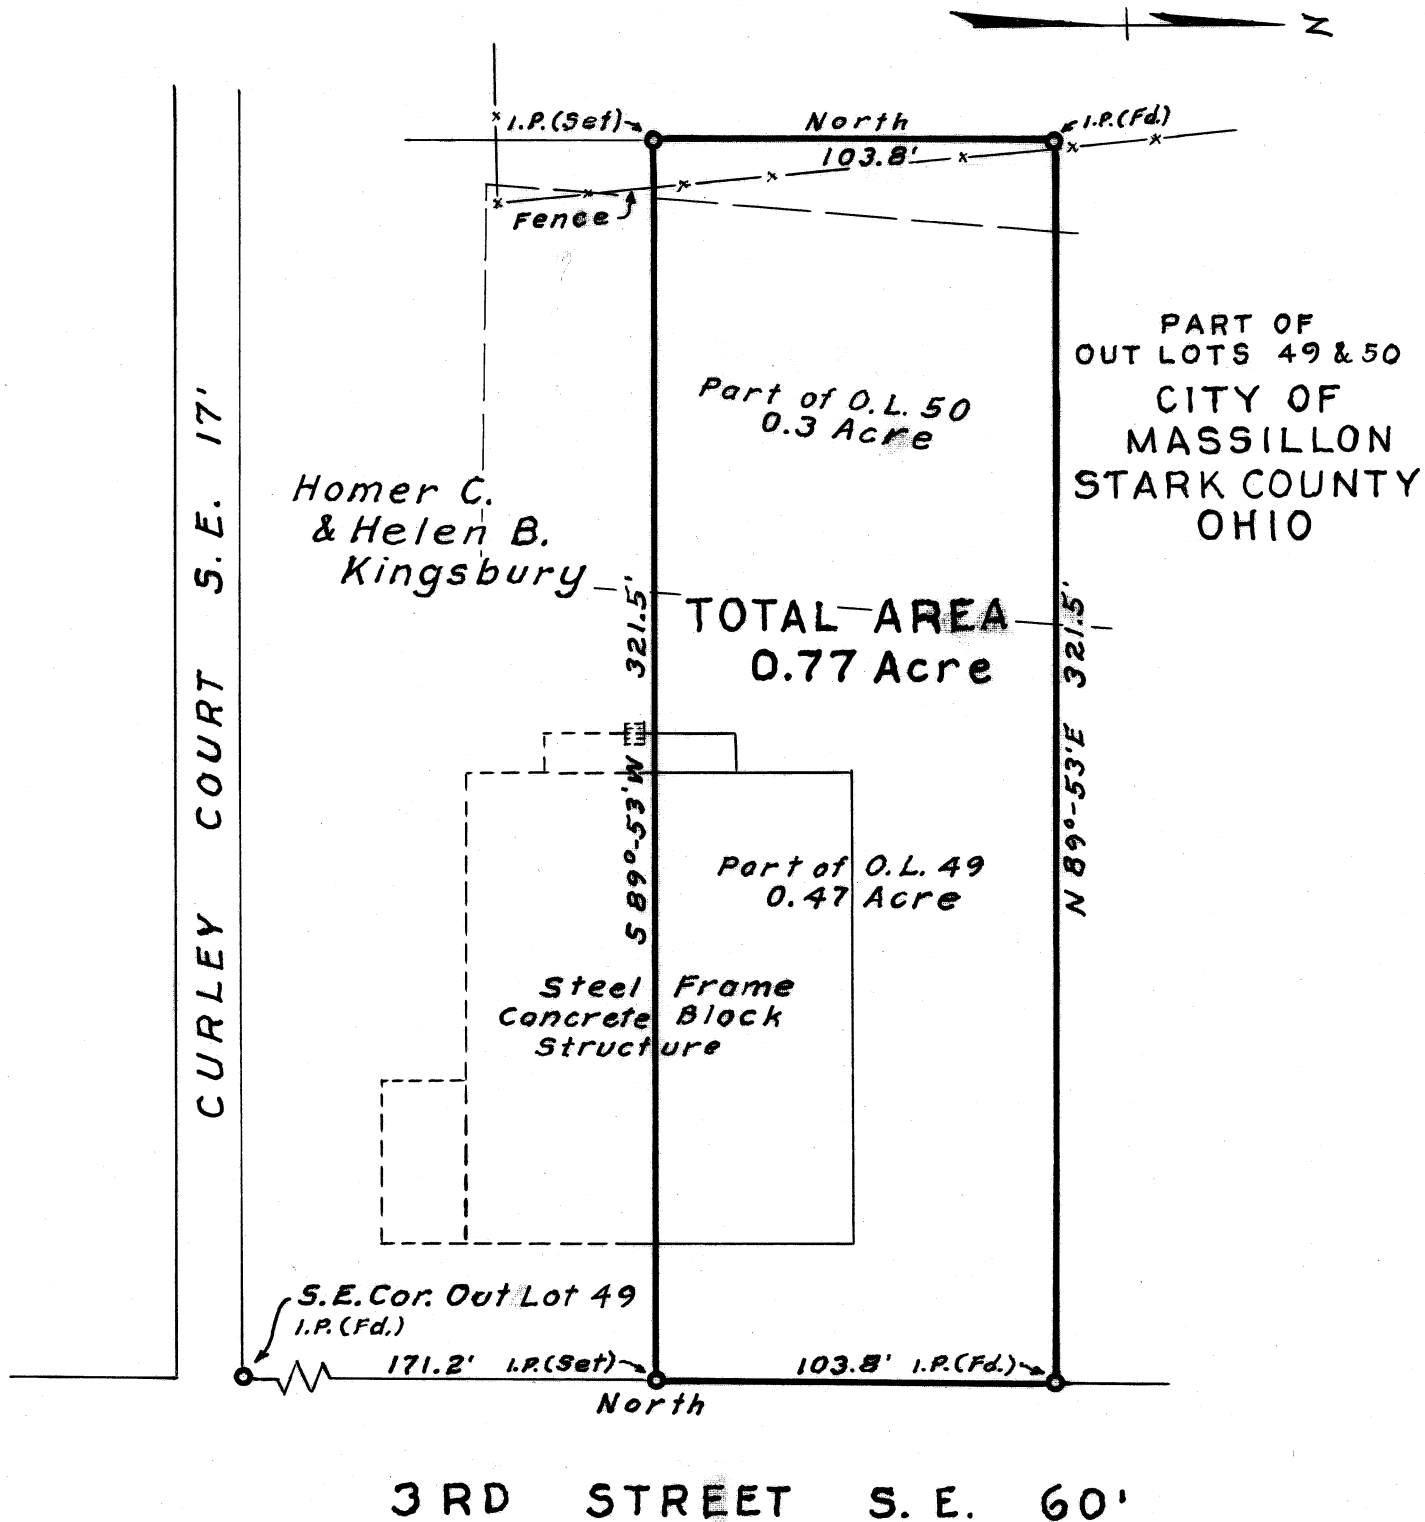 N
I.P.(Set)
North
I.P.(Fd.)
103.8'
Fence
PART OF
OUT LOTS 49 & 50
CITY OF
MASSILLON
STARK COUNTY
OHIO
Part of O.L. 50
0.3 Acre
Homer C.
& Helen B.
Kingsbury
CURLEY COURT S.E. 17'
TOTAL AREA
0.77 Acre
S 89°-53' W 321.5'
N 89°-53' E 321.5'
Part of O.L. 49
0.47 Acre
Steel Frame
Concrete Block
Structure
S.E. Cor. Out Lot 49
I.P. (Fd.)
171.2' I.P.(Set) 103.8' I.P.(Fd.)
North
3RD STREET S.E. 60'